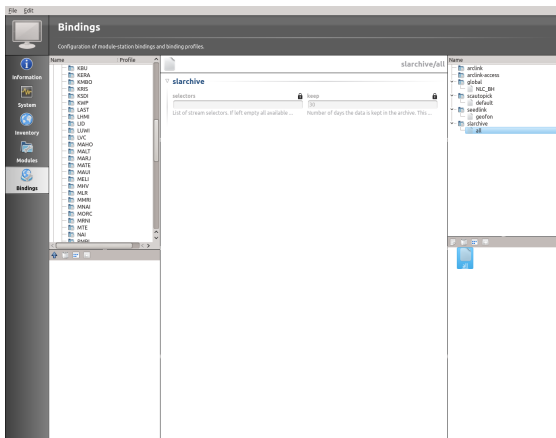 File Edit
Bindings
Configuration of module-station bindings and binding profiles.
Information
System
Inventory
Modules
Bindings
Name Profile
KBU
KERA
KMBO
KRIS
KSDI
KWP
LAST
LHMI
LID
LUWI
LVC
MAHO
MALT
MARJ
MATE
MAUI
MELI
MHV
MLR
MMRI
MNAI
MORC
MRNI
MTE
NAI
slarchive/all
slarchive
selectors
List of stream selectors. If left empty all available ...
keep
30
Number of days the data is kept in the archive. This ...
Name
arclink
arclink-access
global
NLC_BH
scautopick
default
seedlink
geofon
slarchive
all
all